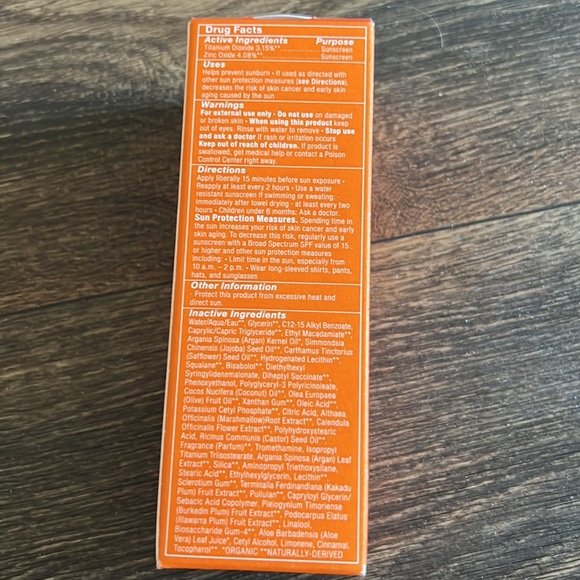 Drug Facts
Active Ingredients Purpose
Titanium Dioxide 3.15%** Sunscreen
Zinc Oxide 4.08%** Sunscreen
Uses
Helps prevent sunburn • If used as directed with
other sun protection measures (see Directions),
decreases the risk of skin cancer and early skin
aging caused by the sun
Warnings
For external use only • Do not use on damaged
or broken skin • When using this product keep
out of eyes. Rinse with water to remove • Stop use
and ask a doctor if rash or irritation occurs
Keep out of reach of children. If product is
swallowed, get medical help or contact a Poison
Control Center right away.
Directions
Apply liberally 15 minutes before sun exposure •
Reapply at least every 2 hours • Use a water
resistant sunscreen if swimming or sweating:
immediately after towel drying • at least every two
hours • Children under 6 months: Ask a doctor.
Sun Protection Measures. Spending time in
the sun increases your risk of skin cancer and early
skin aging. To decrease this risk, regularly use a
sunscreen with a Broad Spectrum SPF value of 15
or higher and other sun protection measures
including: • Limit time in the sun, especially from
10 a.m. – 2 p.m. • Wear long-sleeved shirts, pants,
hats, and sunglasses
Other Information
• Protect this product from excessive heat and
direct sun.
Inactive Ingredients
Water/Aqua/Eau**, Glycerin**, C12-15 Alkyl Benzoate,
Caprylic/Capric Triglyceride**, Ethyl Macadamiate**,
Argania Spinosa (Argan) Kernel Oil*, Simmondsia
Chinensis (Jojoba) Seed Oil**, Carthamus Tinctorius
(Safflower) Seed Oil**, Hydrogenated Lecithin**,
Squalane**, Bisabolol**, Diethylhexyl
Syringylidenemalonate, Diheptyl Succinate**,
Phenoxyethanol, Polyglyceryl-3 Polyricinoleate,
Cocos Nucifera (Coconut) Oil**, Olea Europaea
(Olive) Fruit Oil**, Xanthan Gum**, Oleic Acid**,
Potassium Cetyl Phosphate**, Citric Acid, Althaea
Officinalis (Marshmallow)Root Extract**, Calendula
Officinalis Flower Extract**, Polyhydroxystearic
Acid, Ricinus Communis (Castor) Seed Oil**,
Fragrance (Parfum)**, Tromethamine, Isopropyl
Titanium Triisostearate, Argania Spinosa (Argan) Leaf
Extract**, Silica**, Aminopropyl Triethoxysilane,
Stearic Acid**, Ethylhexylglycerin, Lecithin**,
Sclerotium Gum**, Terminalia Ferdinandiana (Kakadu
Plum) Fruit Extract**, Pullulan**, Capryloyl Glycerin/
Sebacic Acid Copolymer, Pleiogynium Timoriense
(Burkedin Plum) Fruit Extract**, Podocarpus Elatus
(Illawarra Plum) Fruit Extract**, Linalool,
Biosaccharide Gum-4**, Aloe Barbadensis (Aloe
Vera) Leaf Juice*, Cetyl Alcohol, Limonene, Cinnamal,
Tocopherol**. *ORGANIC **NATURALLY-DERIVED